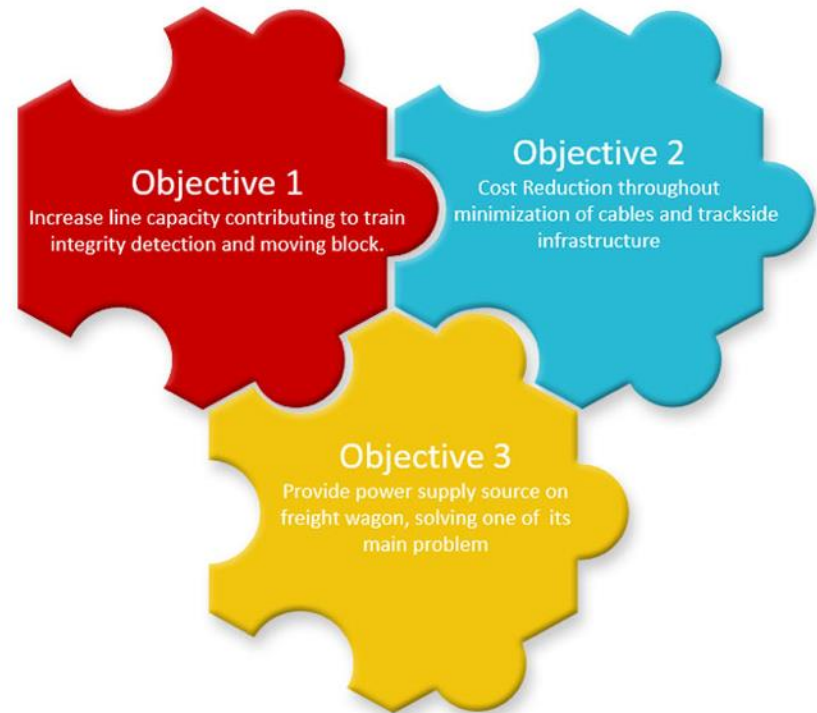 Objective 1
Increase line capacity contributing to train
integrity detection and moving block.
Objective 2
Cost Reduction throughout
minimization of cables and trackside
infrastructure
Objective 3
Provide power supply source on
freight wagon, solving one of its
main problem